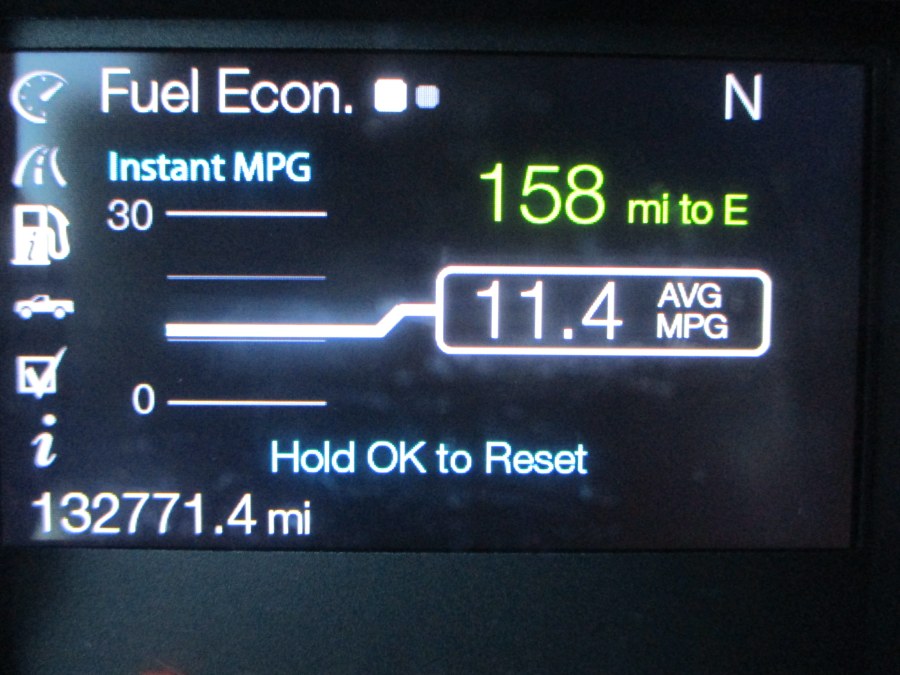 Fuel Econ.
N
Instant MPG
30
158 mi to E
11.4 AVG MPG
0
Hold OK to Reset
i
132771.4 mi